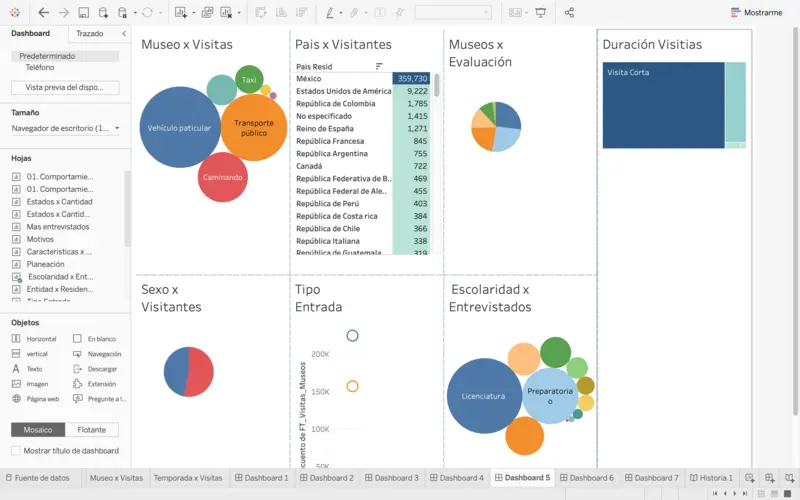 Mostrarme
Dashboard
Trazado
Predeterminado
Teléfono
Vista previa del dispo...
Tamaño
Navegador de escritorio (1...
Hojas
01. Comportamie...
01. Comportamie...
Estados x Cantidad
Estados x Cantid...
Mas entrevistados
Motivos
Caracteristicas x ...
Planeación
Escolaridad x Ent...
Entidad x Residen...
Tipo Entrada
Objetos
Horizontal
En blanco
vertical
Navegación
Texto
Descargar
Imagen
Extensión
Página web
Pregunte a l...
Mosaico
Flotante
Mostrar título de dashboard
Museo x Visitas
Taxi
Vehículo paticular
Transporte
público
Caminando
Pais x Visitantes
Pais Resid
México 359,730
Estados Unidos de América 9,222
República de Colombia 1,785
No especificado 1,415
Reino de España 1,271
República Francesa 845
República Argentina 755
Canadá 722
República Federativa de B.. 469
República Federal de Ale.. 455
República de Perú 403
República de Costa rica 384
República de Chile 366
República Italiana 338
República de Guatemala 319
Museos x
Evaluación
Duración Visitias
Visita Corta
Sexo x
Visitantes
Tipo
Entrada
200K
150K
100K
50K
ecuento de FT_Visitas_Museos
Escolaridad x
Entrevistados
Licenciatura
Preparatoria
o
Fuente de datos
Museo x Visitas
Temporada x Visitas
Dashboard 1
Dashboard 2
Dashboard 3
Dashboard 4
Dashboard 5
Dashboard 6
Dashboard 7
Historia 1